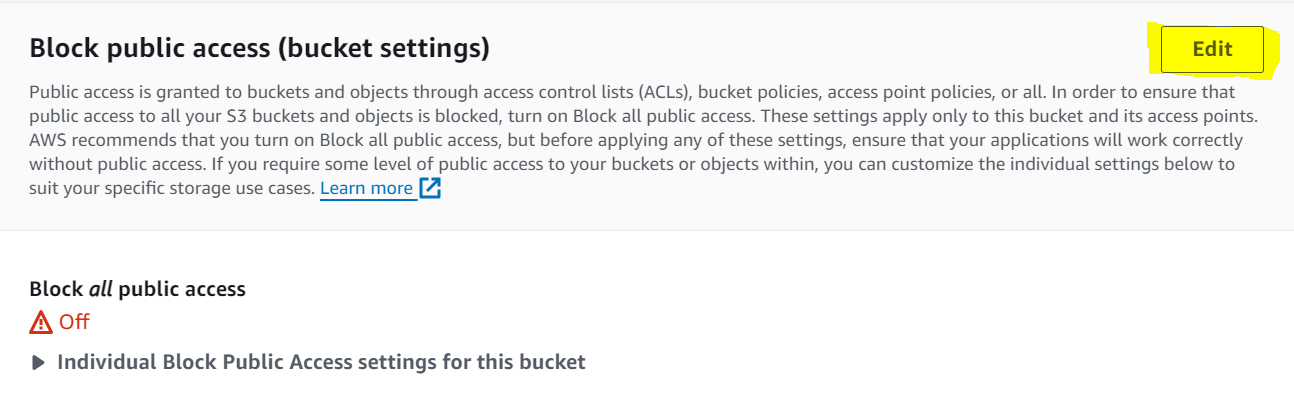 Block public access (bucket settings)
Edit
Public access is granted to buckets and objects through access control lists (ACLs), bucket policies, access point policies, or all. In order to ensure that
public access to all your S3 buckets and objects is blocked, turn on Block all public access. These settings apply only to this bucket and its access points.
AWS recommends that you turn on Block all public access, but before applying any of these settings, ensure that your applications will work correctly
without public access. If you require some level of public access to your buckets or objects within, you can customize the individual settings below to
suit your specific storage use cases. Learn more
Block all public access
Off
Individual Block Public Access settings for this bucket